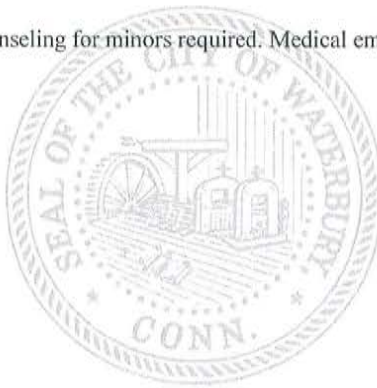 nseling for minors required. Medical em
SEAL OF THE CITY OF WATERBURY
CONN.